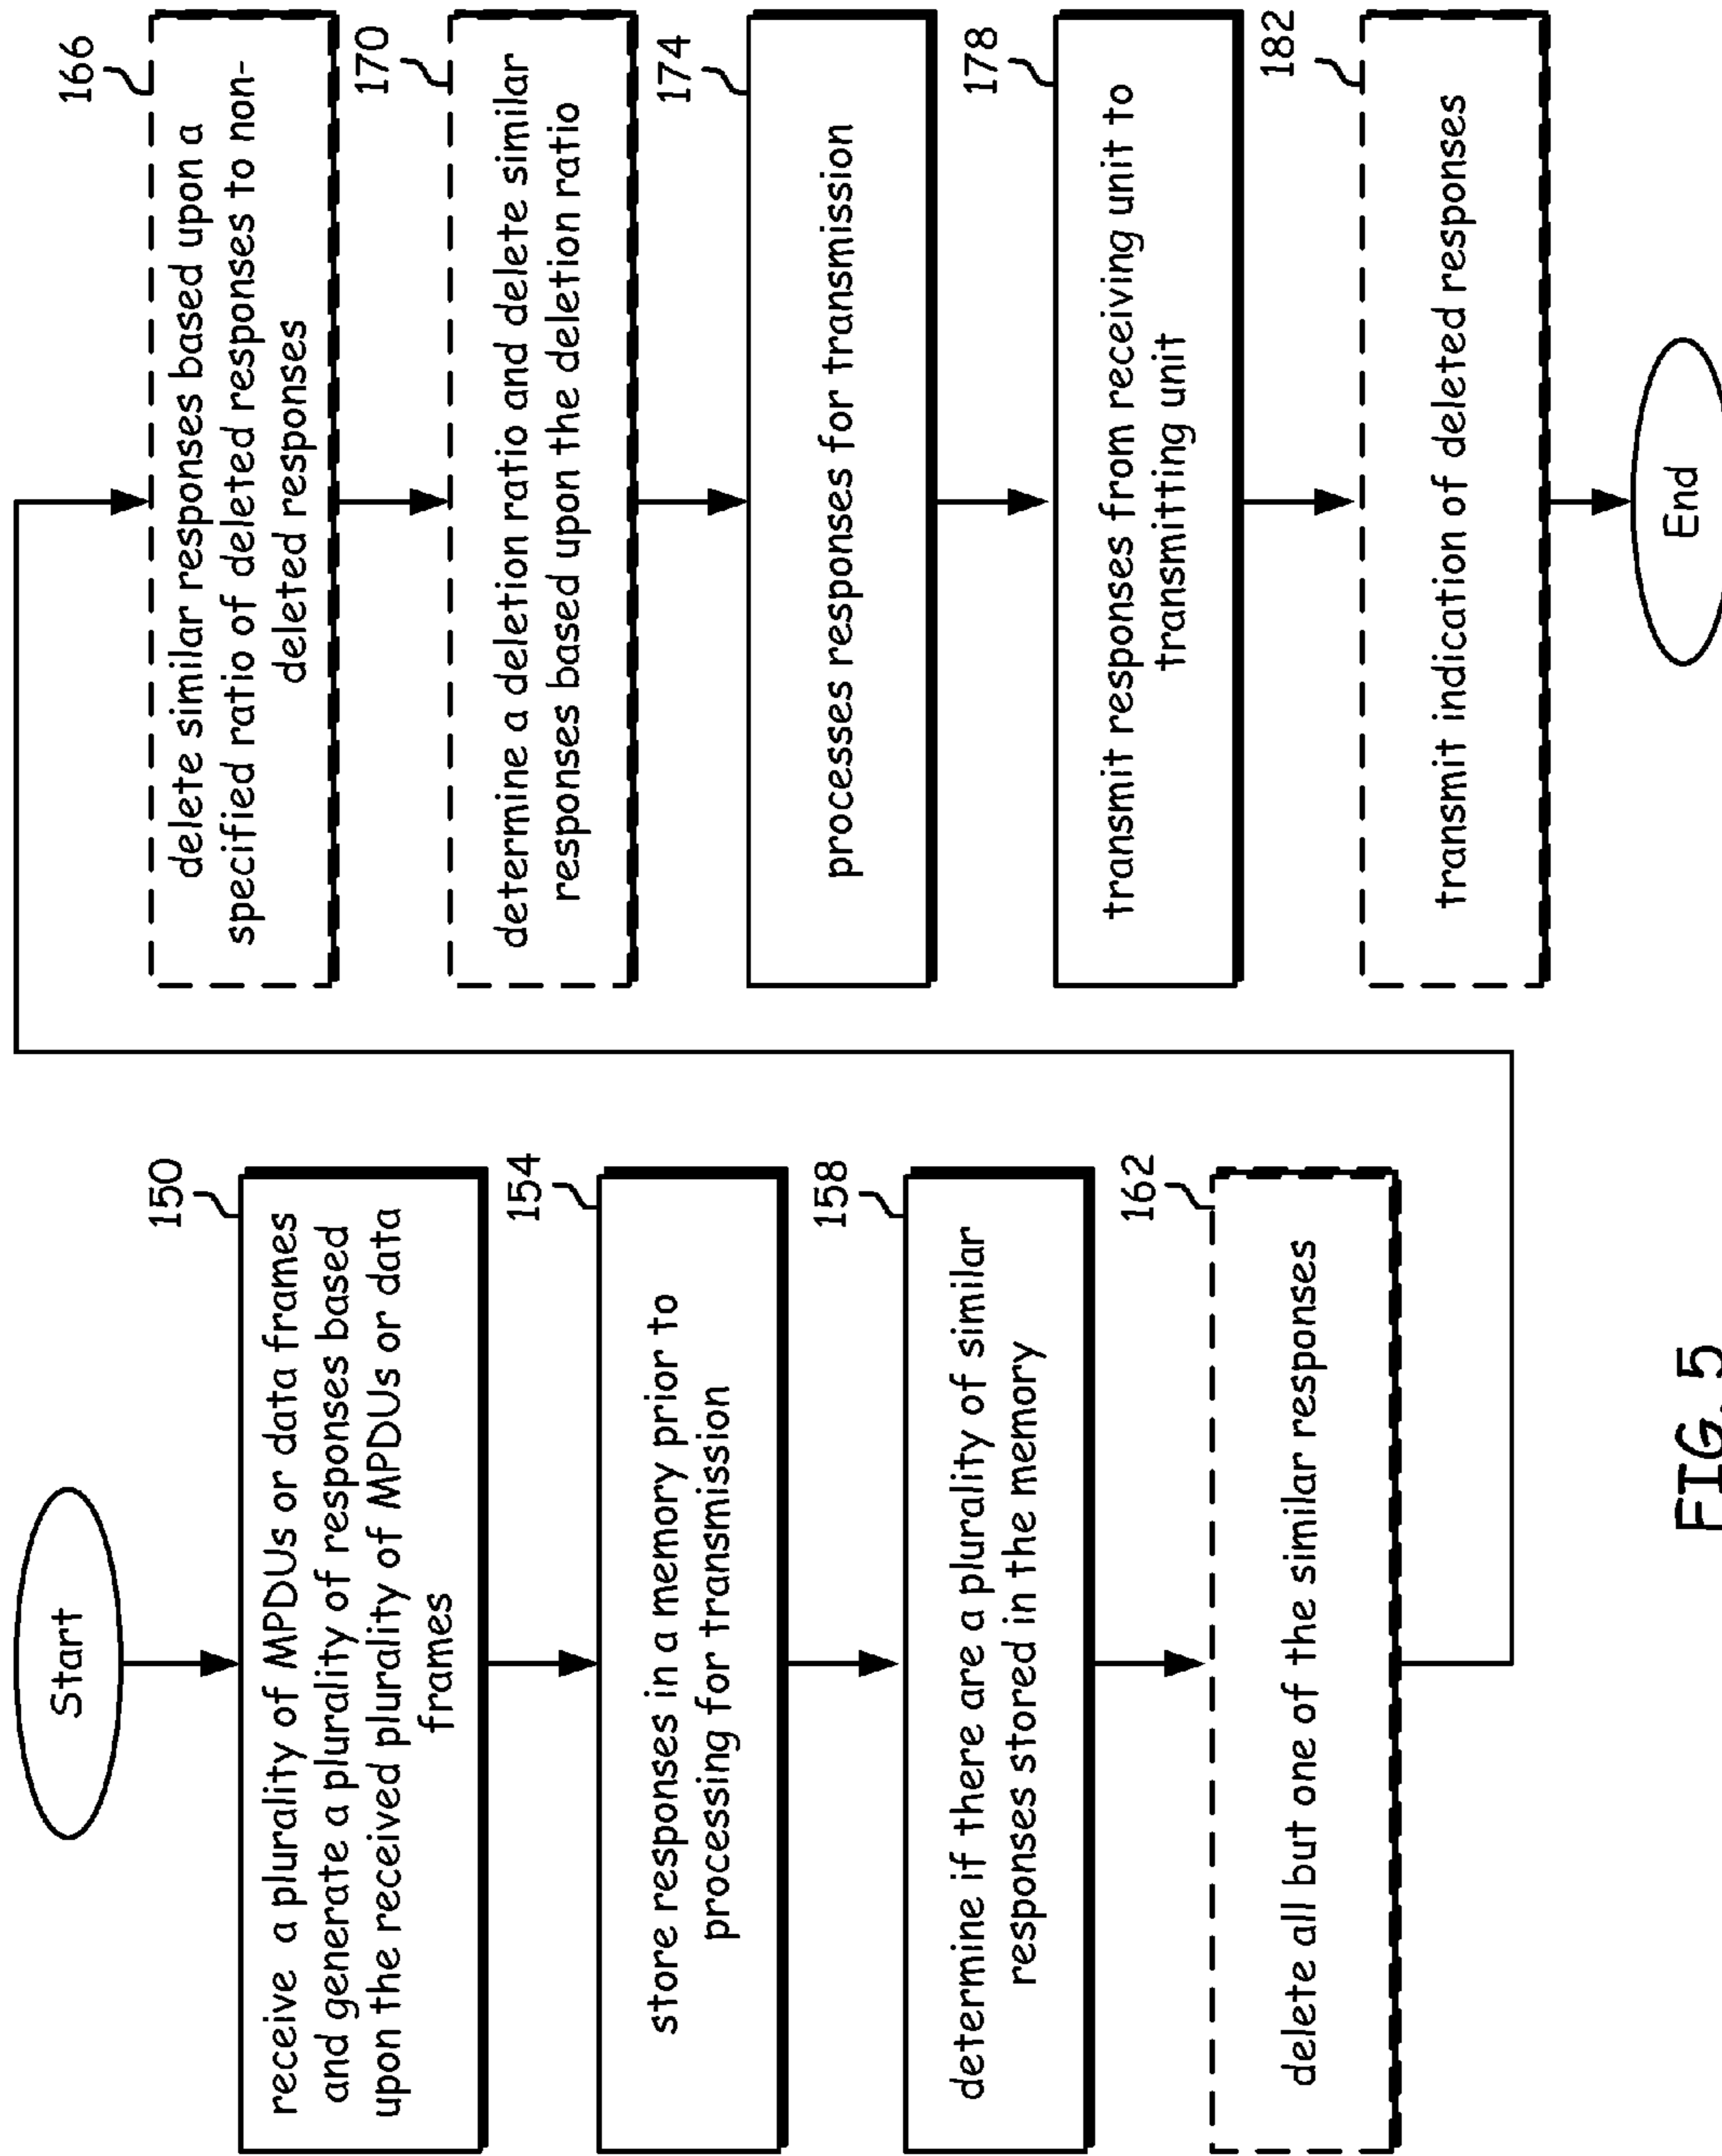 Start
150
receive a plurality of MPDUs or data frames
and generate a plurality of responses based
upon the received plurality of MPDUs or data
frames
154
store responses in a memory prior to
processing for transmission
158
determine if there are a plurality of similar
responses stored in the memory
162
delete all but one of the similar responses
166
delete similar responses based upon a
specified ratio of deleted responses to non-
deleted responses
170
determine a deletion ratio and delete similar
responses based upon the deletion ratio
174
processes responses for transmission
178
transmit responses from receiving unit to
transmitting unit
182
transmit indication of deleted responses
End
FIG. 5